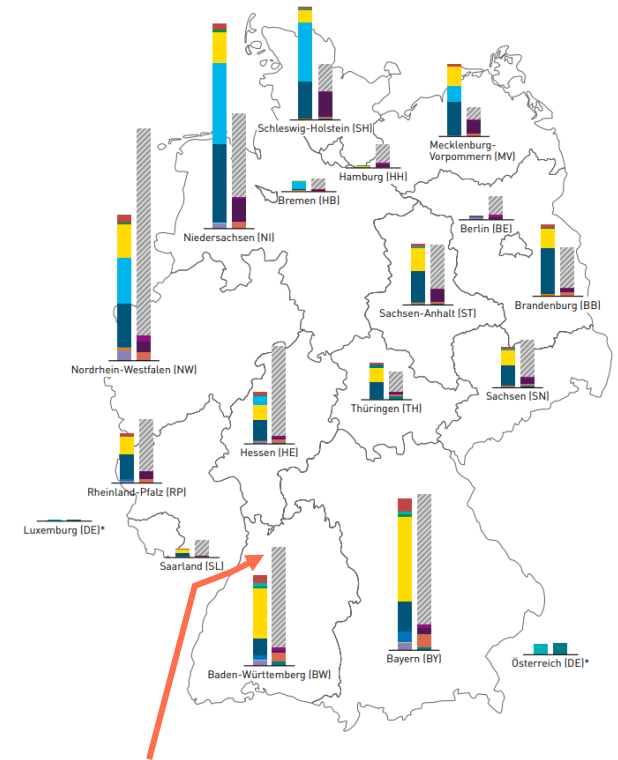 Schleswig-Holstein (SH)
Mecklenburg-
Vorpommern (MV)
Hamburg (HH)
Bremen (HB)
Berlin (BE)
Niedersachsen (NI)
Sachsen-Anhalt (ST)
Brandenburg (BB)
Nordrhein-Westfalen (NW)
Sachsen (SN)
Thüringen (TH)
Hessen (HE)
Rheinland-Pfalz (RP)
Luxemburg (DE)*
Saarland (SL)
Bayern (BY)
Österreich (DE)*
Baden-Württemberg (BW)